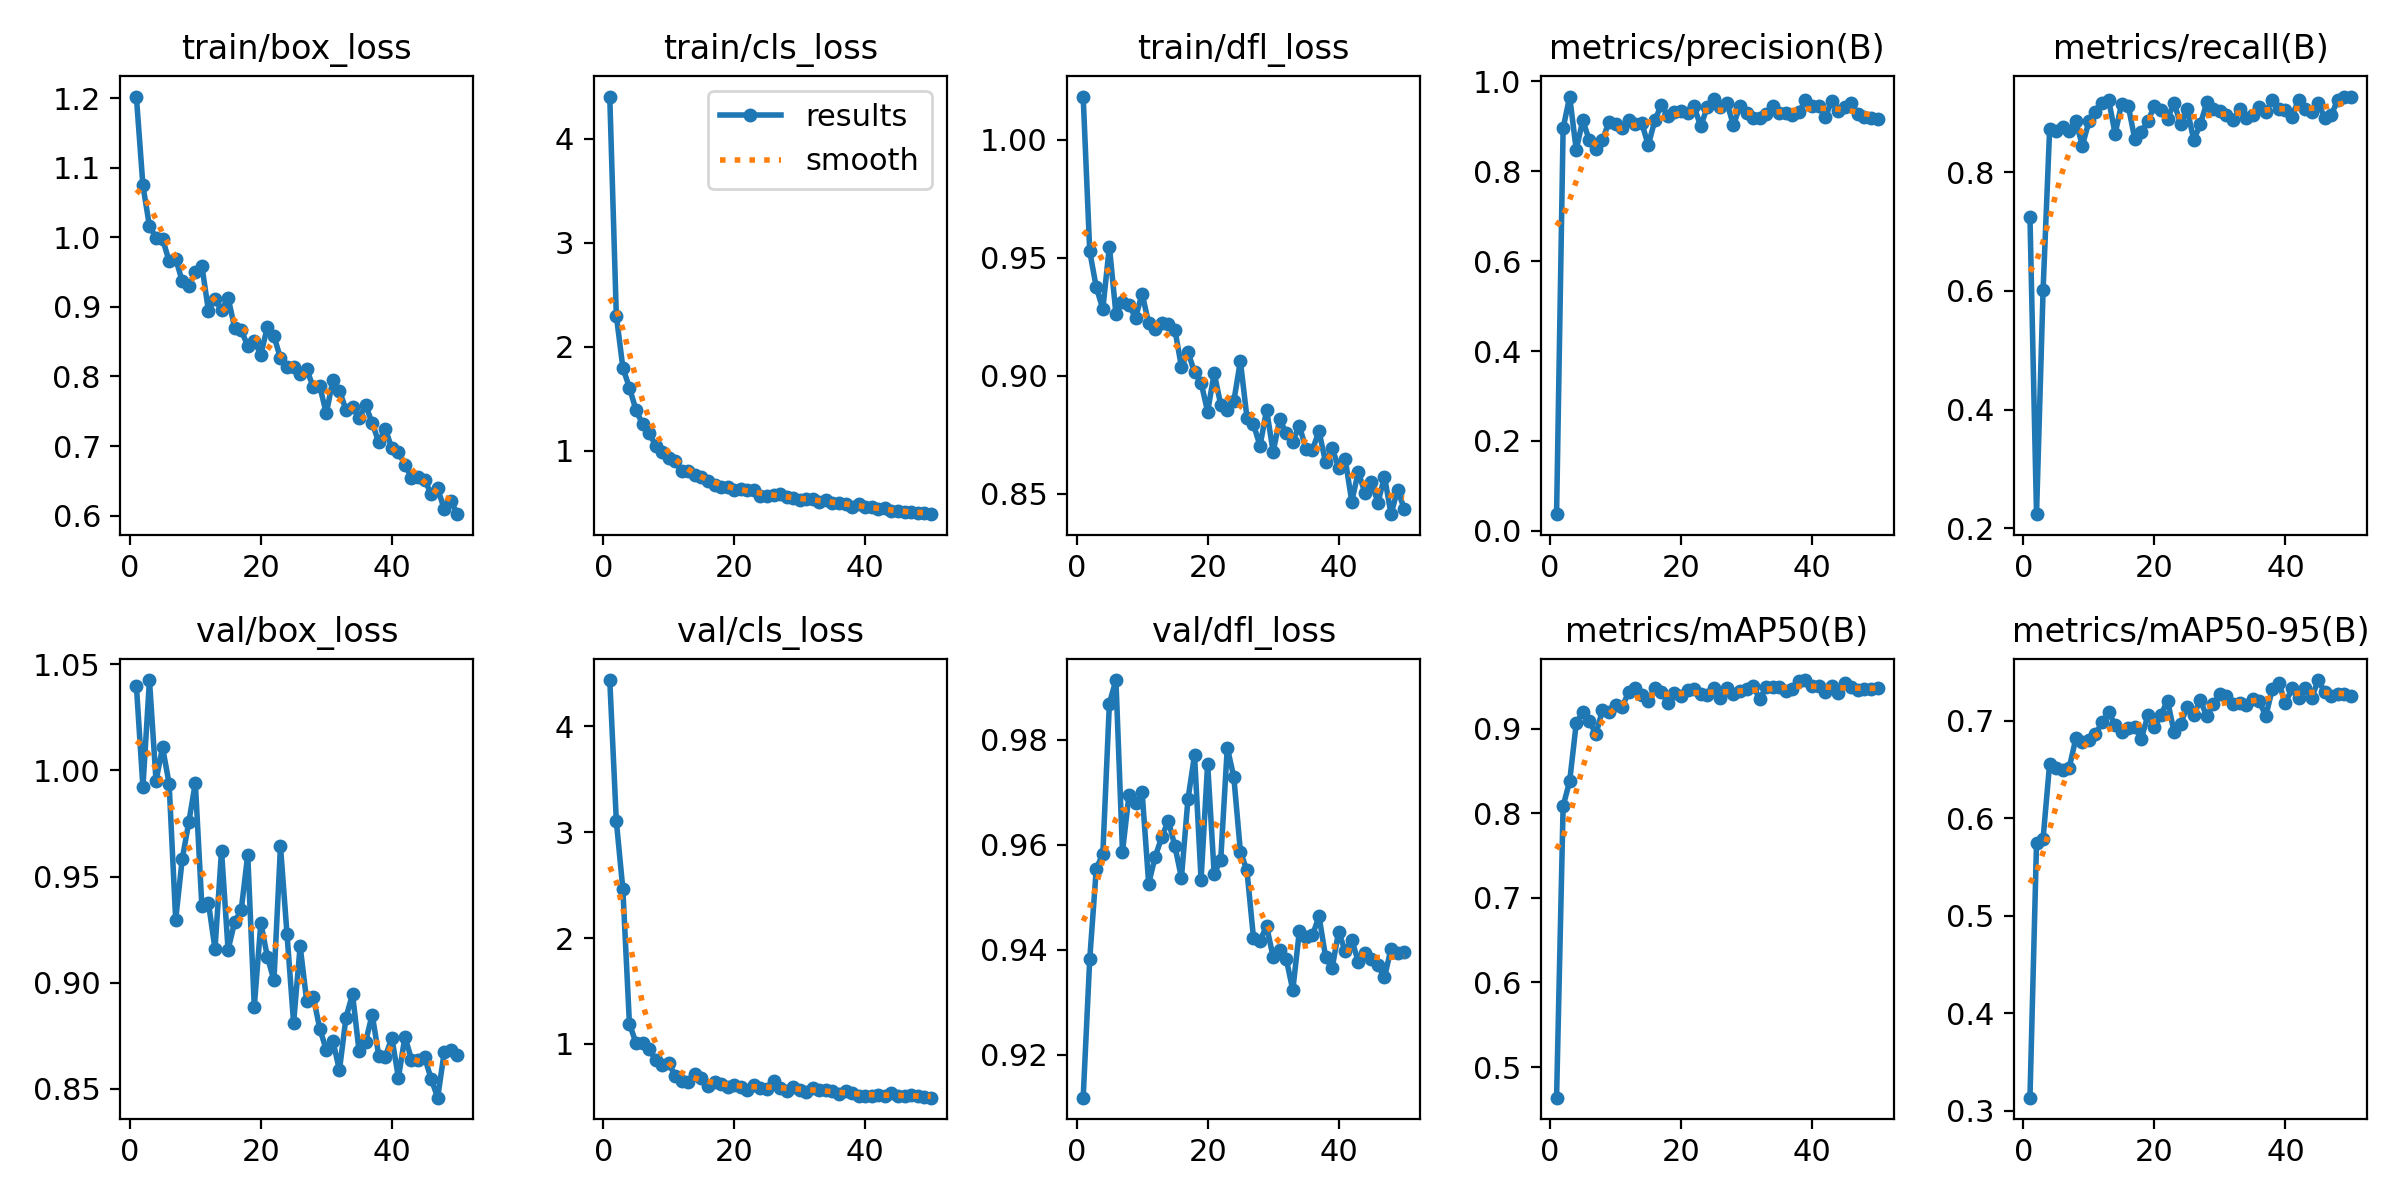 train/box_loss
1.2
1.1
1.0
0.9
0.8
0.7
0.6
0 20 40
train/cls_loss
results
smooth
4
3
2
1
0 20 40
train/dfl_loss
1.00
0.95
0.90
0.85
0 20 40
metrics/precision(B)
1.0
0.8
0.6
0.4
0.2
0.0
0 20 40
metrics/recall(B)
0.8
0.6
0.4
0.2
0 20 40
val/box_loss
1.05
1.00
0.95
0.90
0.85
0 20 40
val/cls_loss
4
3
2
1
0 20 40
val/dfl_loss
0.98
0.96
0.94
0.92
0 20 40
metrics/mAP50(B)
0.9
0.8
0.7
0.6
0.5
0 20 40
metrics/mAP50-95(B)
0.7
0.6
0.5
0.4
0.3
0 20 40